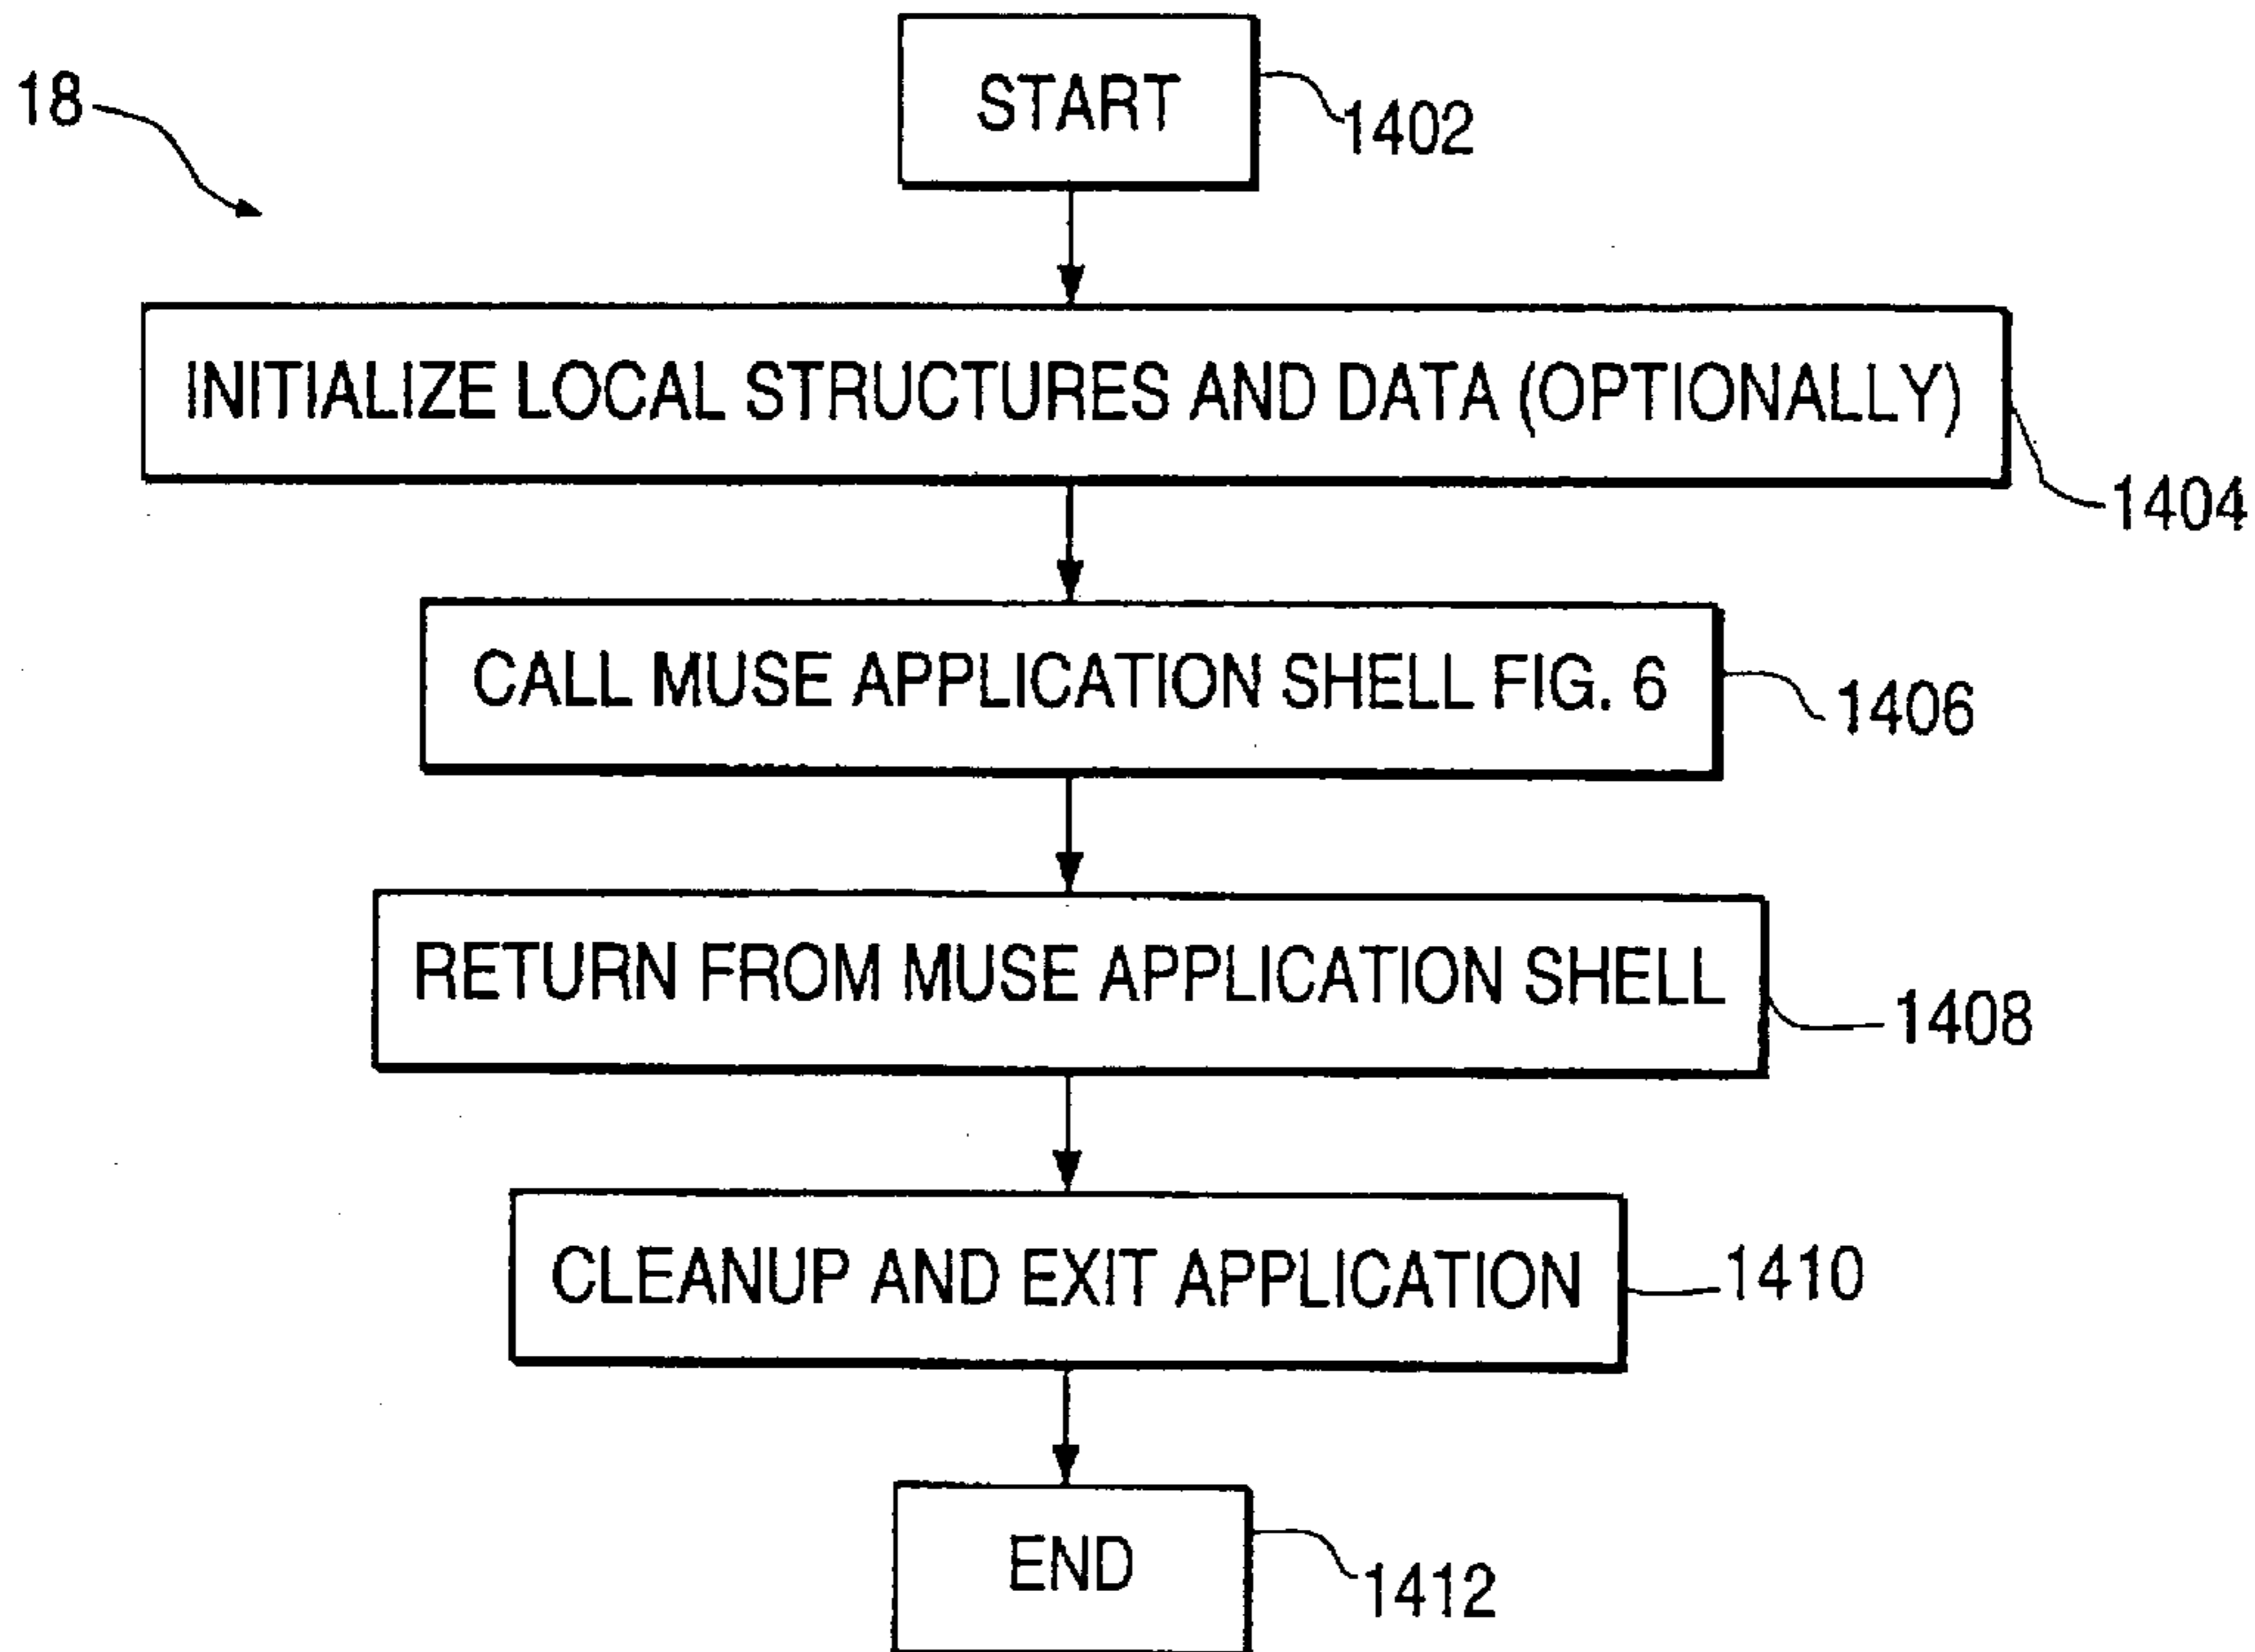 18
START
1402
INITIALIZE LOCAL STRUCTURES AND DATA (OPTIONALLY)
1404
CALL MUSE APPLICATION SHELL FIG. 6
1406
RETURN FROM MUSE APPLICATION SHELL
1408
CLEANUP AND EXIT APPLICATION
1410
END
1412